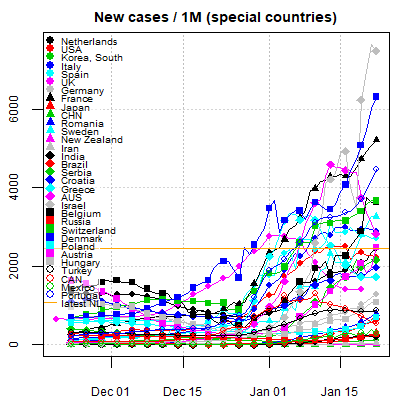 New cases / 1M (special countries)
Netherlands
USA
Korea, South
Italy
Spain
UK
Germany
France
Japan
CHN
Romania
Sweden
New Zealand
Iran
India
Brazil
Serbia
Croatia
Greece
AUS
Israel
Belgium
Russia
Switzerland
Denmark
Poland
Austria
Hungary
Turkey
CAN
Mexico
Portugal
latest NL
0
2000
4000
6000
Dec 01
Dec 15
Jan 01
Jan 15